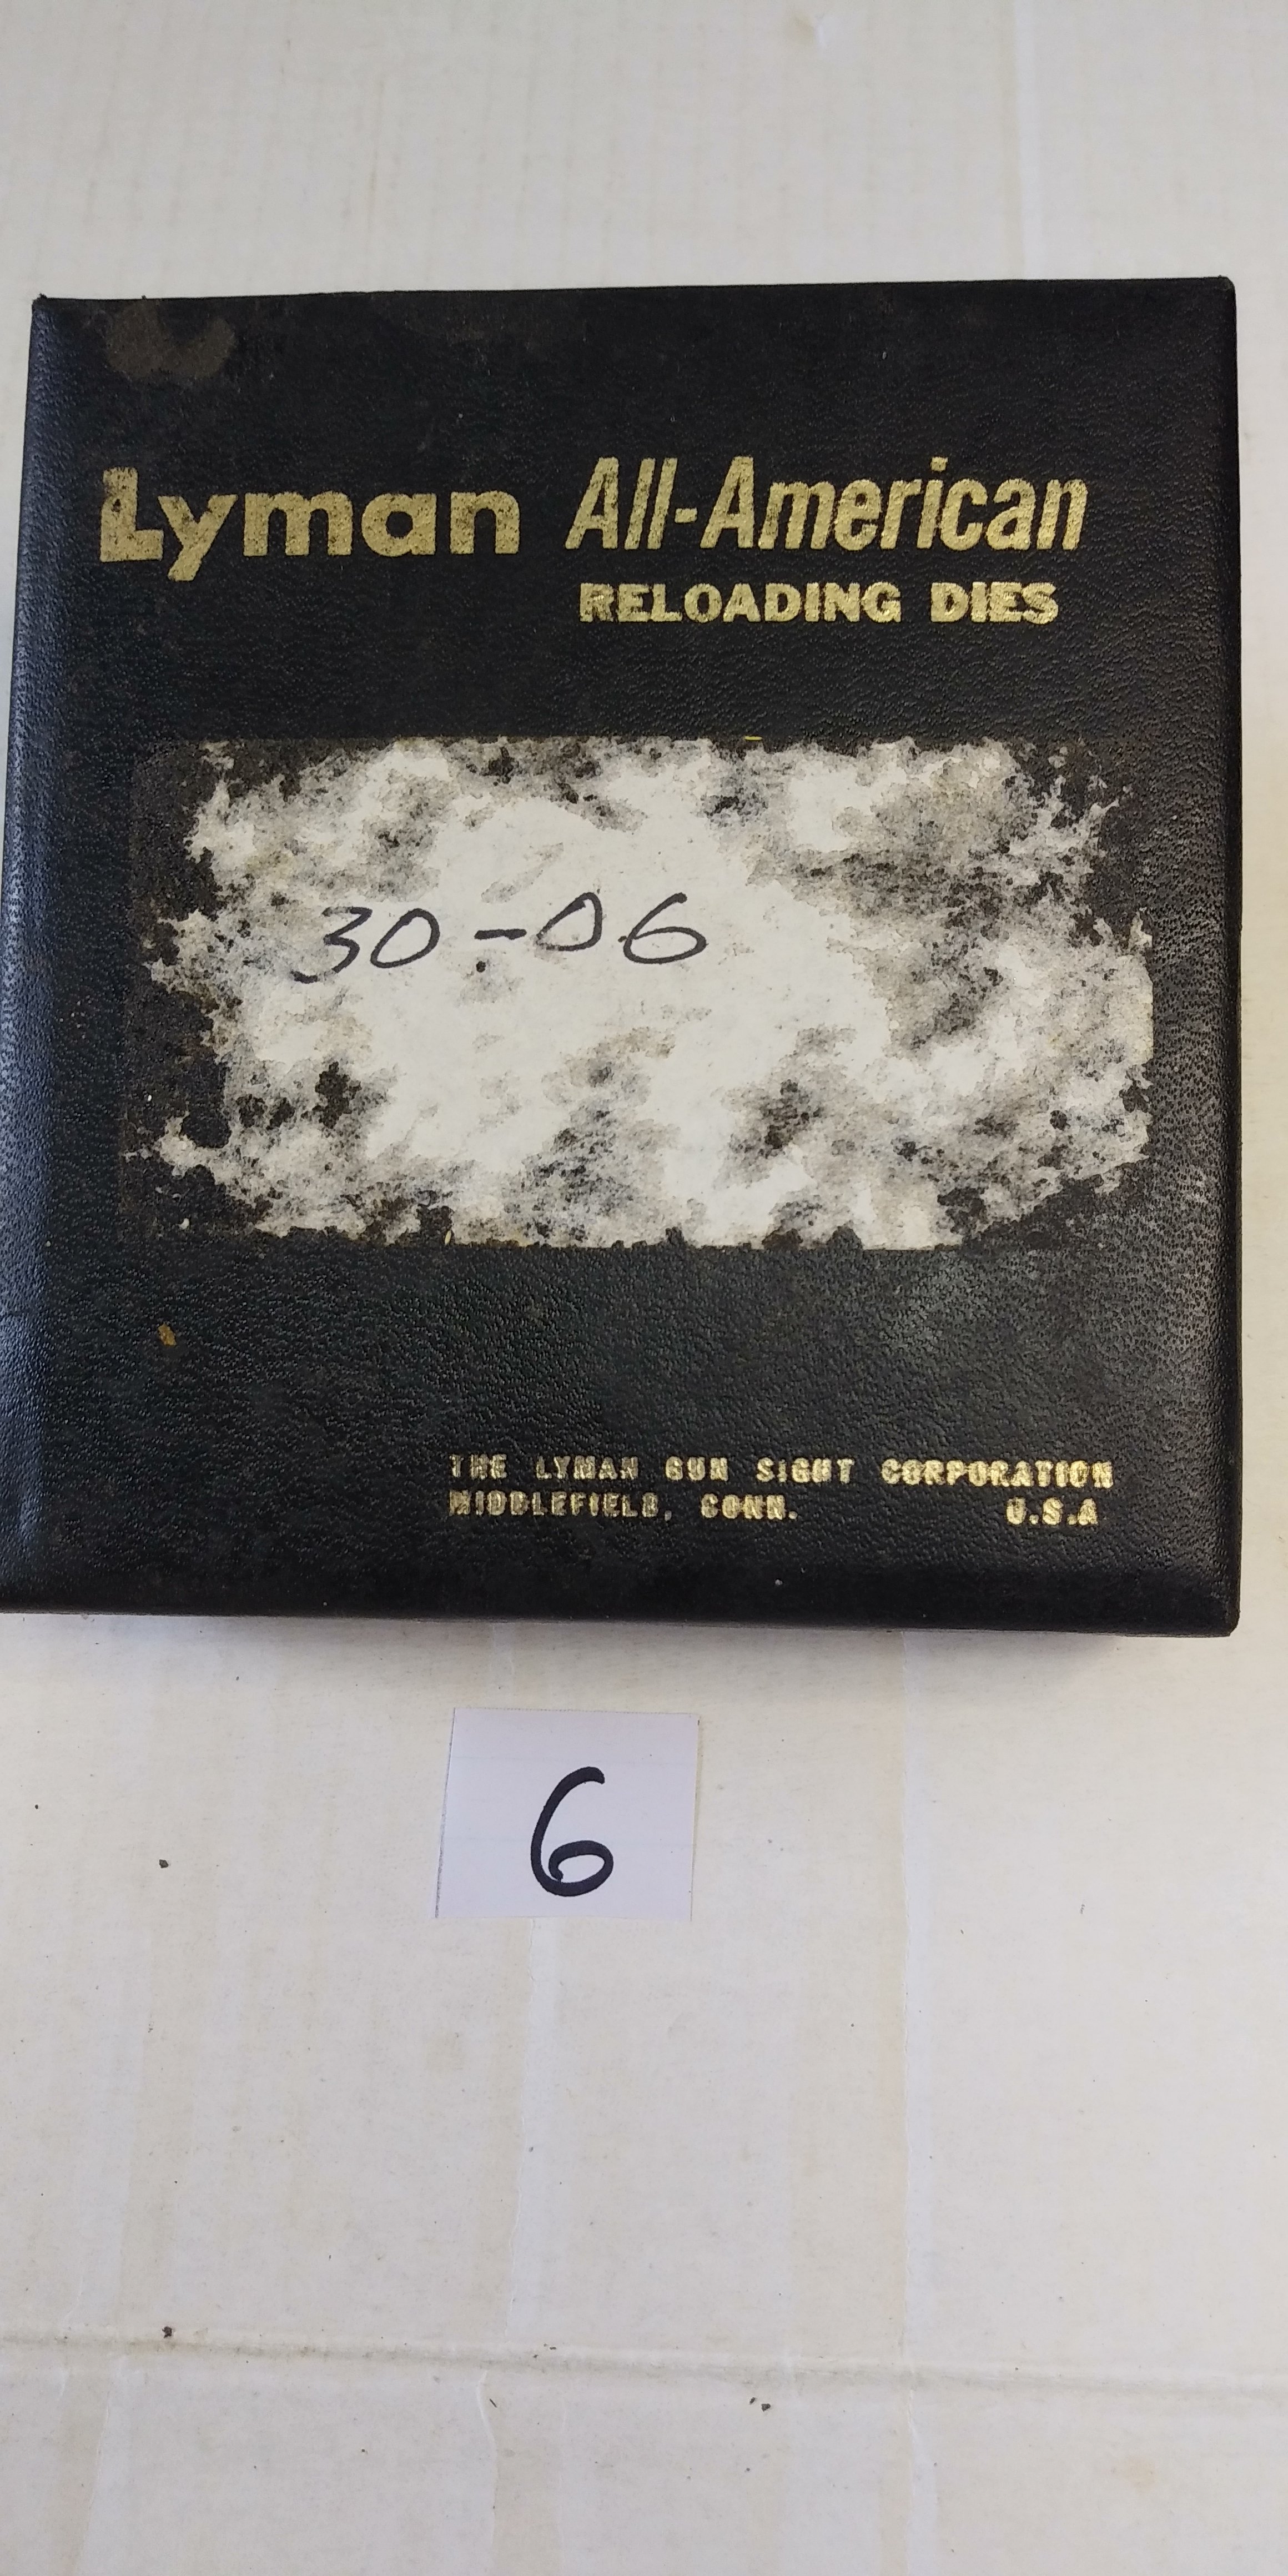 Lyman All-American
RELOADING DIES
30-06
THE LYMAN GUN SIGHT CORPORATION
MIDDLEFIELD, CONN. U.S.A
6